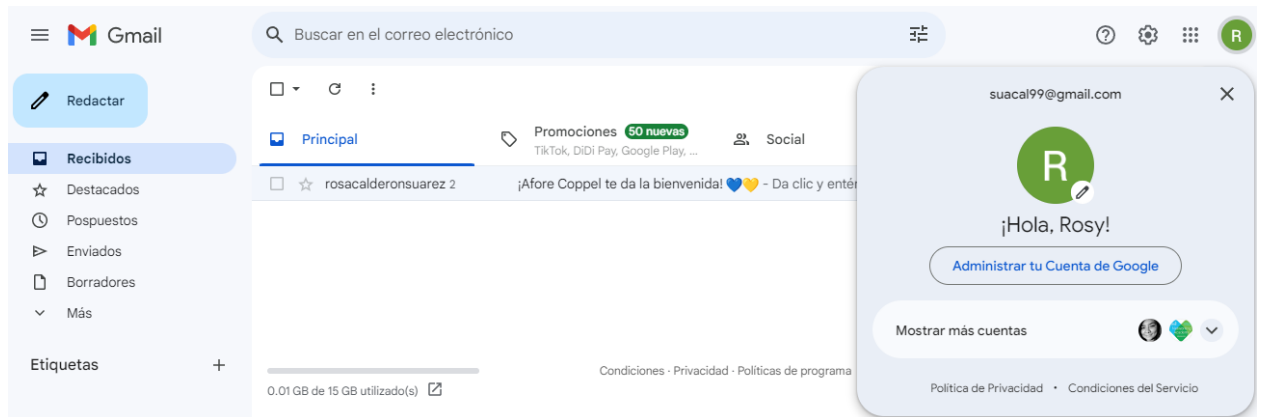 Gmail
Buscar en el correo electrónico
R
Redactar
Recibidos
Destacados
Pospuestos
Enviados
Borradores
Más
Etiquetas
Principal
Promociones 50 nuevas
TikTok, DiDi Pay, Google Play, ...
Social
rosacalderonsuarez 2 ¡Afore Coppel te da la bienvenida! 💙💛 - Da clic y entér
0.01 GB de 15 GB utilizado(s)
Condiciones · Privacidad · Políticas de programa
suacal99@gmail.com
R
¡Hola, Rosy!
Administrar tu Cuenta de Google
Mostrar más cuentas
Política de Privacidad • Condiciones del Servicio